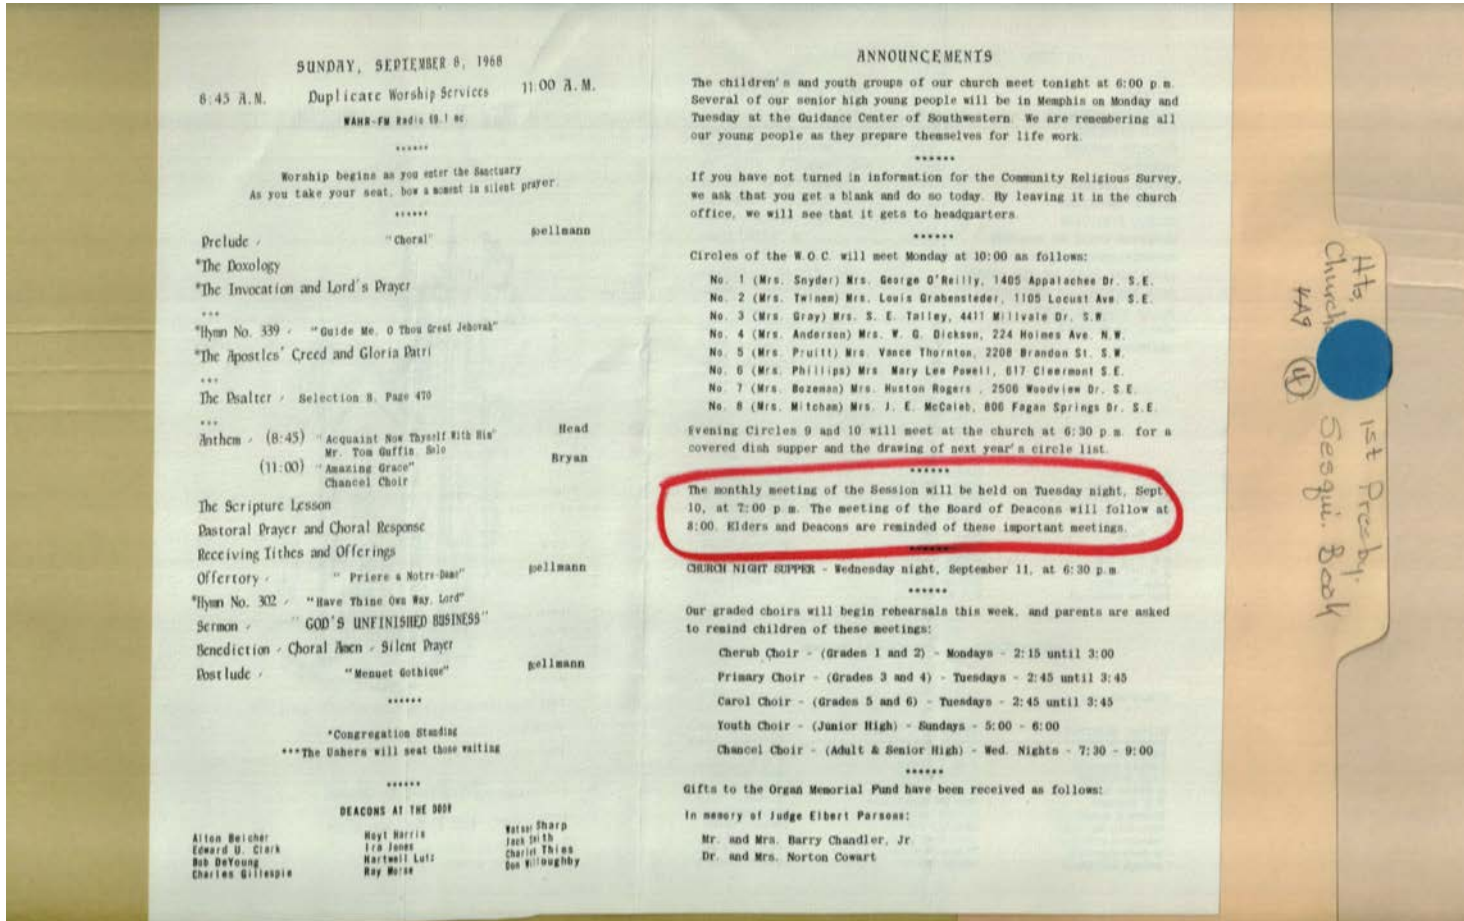 SUNDAY, SEPTEMBER 8, 1968
8:45 A.M. Duplicate Worship Services 11:00 A.M.
WAHR-FM Radio
******
Worship begins as you enter the Sanctuary
As you take your seat, bow a moment in silent prayer.
******
Prelude - "Choral" Boellmann
*The Doxology
*The Invocation and Lord's Prayer
***
*Hymn No. 339 - "Guide Me, O Thou Great Jehovah"
*The Apostles' Creed and Gloria Patri
***
The Psalter - Selection 8, Page 470
***
Anthem - (8:45) "Acquaint Now Thyself With Him" Head
Mr. Tom Guffin, Solo
(11:00) "Amazing Grace" Bryan
Chancel Choir
The Scripture Lesson
Pastoral Prayer and Choral Response
Receiving Tithes and Offerings
Offertory - "Priere a Notre-Dame" Boellmann
*Hymn No. 302 - "Have Thine Own Way, Lord"
Sermon - "GOD'S UNFINISHED BUSINESS"
Benediction - Choral Amen - Silent Prayer
Postlude - "Menuet Gothique" Boellmann
******
*Congregation Standing
***The Ushers will seat those waiting
******
DEACONS AT THE DOOR
Alton Belcher Hoyt Harris Watson Sharp
Edward U. Clark Ira Jones Jack Smith
Bob DeYoung Hartwell Lutz Charles Thies
Charles Gillespie Ray Morse Don Willoughby
ANNOUNCEMENTS
The children's and youth groups of our church meet tonight at 6:00 p.m.
Several of our senior high young people will be in Memphis on Monday and
Tuesday at the Guidance Center of Southwestern. We are remembering all
our young people as they prepare themselves for life work.
******
If you have not turned in information for the Community Religious Survey,
we ask that you get a blank and do so today. By leaving it in the church
office, we will see that it gets to headquarters.
******
Circles of the W.O.C. will meet Monday at 10:00 as follows:
No. 1 (Mrs. Snyder) Mrs. George O'Reilly, 1405 Appalachee Dr. S.E.
No. 2 (Mrs. Twinem) Mrs. Louis Grabensteder, 1105 Locust Ave. S.E.
No. 3 (Mrs. Gray) Mrs. S. E. Talley, 4411 Millvale Dr. S.W.
No. 4 (Mrs. Anderson) Mrs. W. G. Dickson, 224 Holmes Ave. N.W.
No. 5 (Mrs. Pruitt) Mrs. Vance Thornton, 2208 Brandon St. S.W.
No. 6 (Mrs. Phillips) Mrs. Mary Lee Powell, 617 Cleermont S.E.
No. 7 (Mrs. Bozeman) Mrs. Huston Rogers, 2506 Woodview Dr. S.E.
No. 8 (Mrs. Mitcham) Mrs. J. E. McCaleb, 806 Fagan Springs Dr. S.E.
Evening Circles 9 and 10 will meet at the church at 6:30 p.m. for a
covered dish supper and the drawing of next year's circle list.
******
The monthly meeting of the Session will be held on Tuesday night, Sept.
10, at 7:00 p.m. The meeting of the Board of Deacons will follow at
8:00. Elders and Deacons are reminded of these important meetings.
******
CHURCH NIGHT SUPPER - Wednesday night, September 11, at 6:30 p.m.
******
Our graded choirs will begin rehearsals this week, and parents are asked
to remind children of these meetings:
Cherub Choir - (Grades 1 and 2) - Mondays - 2:15 until 3:00
Primary Choir - (Grades 3 and 4) - Tuesdays - 2:45 until 3:45
Carol Choir - (Grades 5 and 6) - Tuesdays - 2:45 until 3:45
Youth Choir - (Junior High) - Sundays - 5:00 - 6:00
Chancel Choir - (Adult & Senior High) - Wed. Nights - 7:30 - 9:00
******
Gifts to the Organ Memorial Fund have been received as follows:
In memory of Judge Elbert Parsons:
Mr. and Mrs. Barry Chandler, Jr.
Dr. and Mrs. Norton Cowart
Hts, 1st Presby.
Church Sesqui. Book
4A9 4